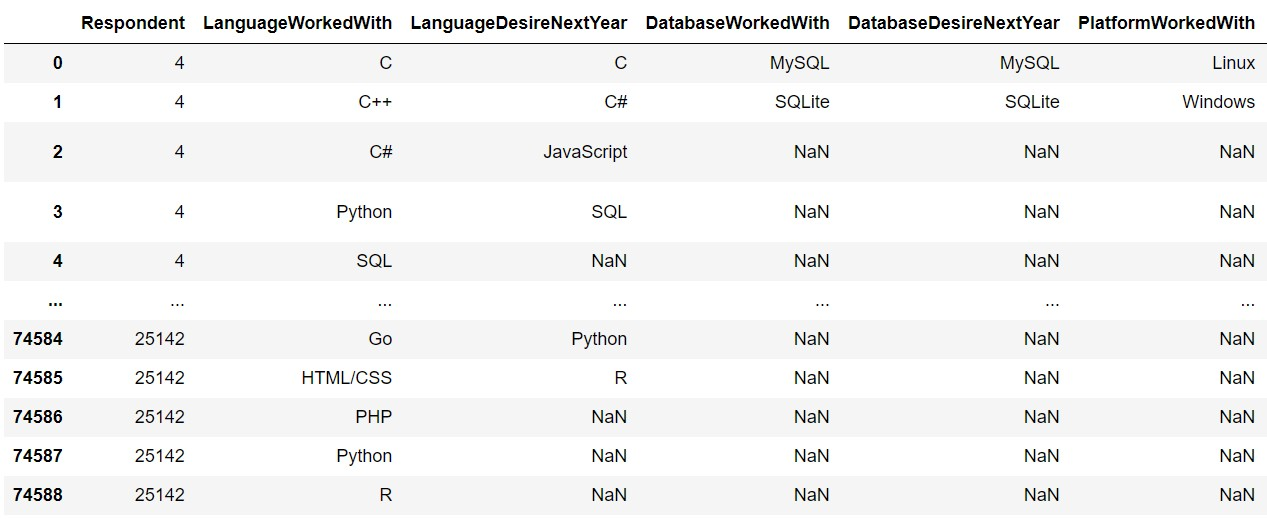 Respondent LanguageWorkedWith LanguageDesireNextYear DatabaseWorkedWith DatabaseDesireNextYear PlatformWorkedWith
0 4 C C MySQL MySQL Linux
1 4 C++ C# SQLite SQLite Windows
2 4 C# JavaScript NaN NaN NaN
3 4 Python SQL NaN NaN NaN
4 4 SQL NaN NaN NaN NaN
... ... ... ... ... ... ...
74584 25142 Go Python NaN NaN NaN
74585 25142 HTML/CSS R NaN NaN NaN
74586 25142 PHP NaN NaN NaN NaN
74587 25142 Python NaN NaN NaN NaN
74588 25142 R NaN NaN NaN NaN